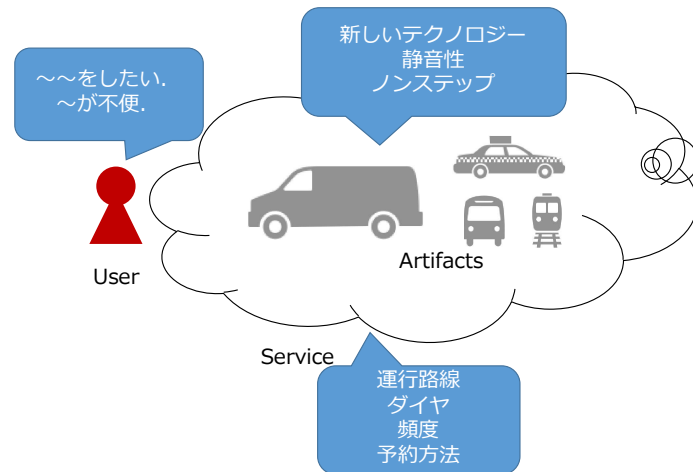 新しいテクノロジー
静音性
ノンステップ
～～をしたい.
～が不便.
User
Artifacts
Service
運行路線
ダイヤ
頻度
予約方法